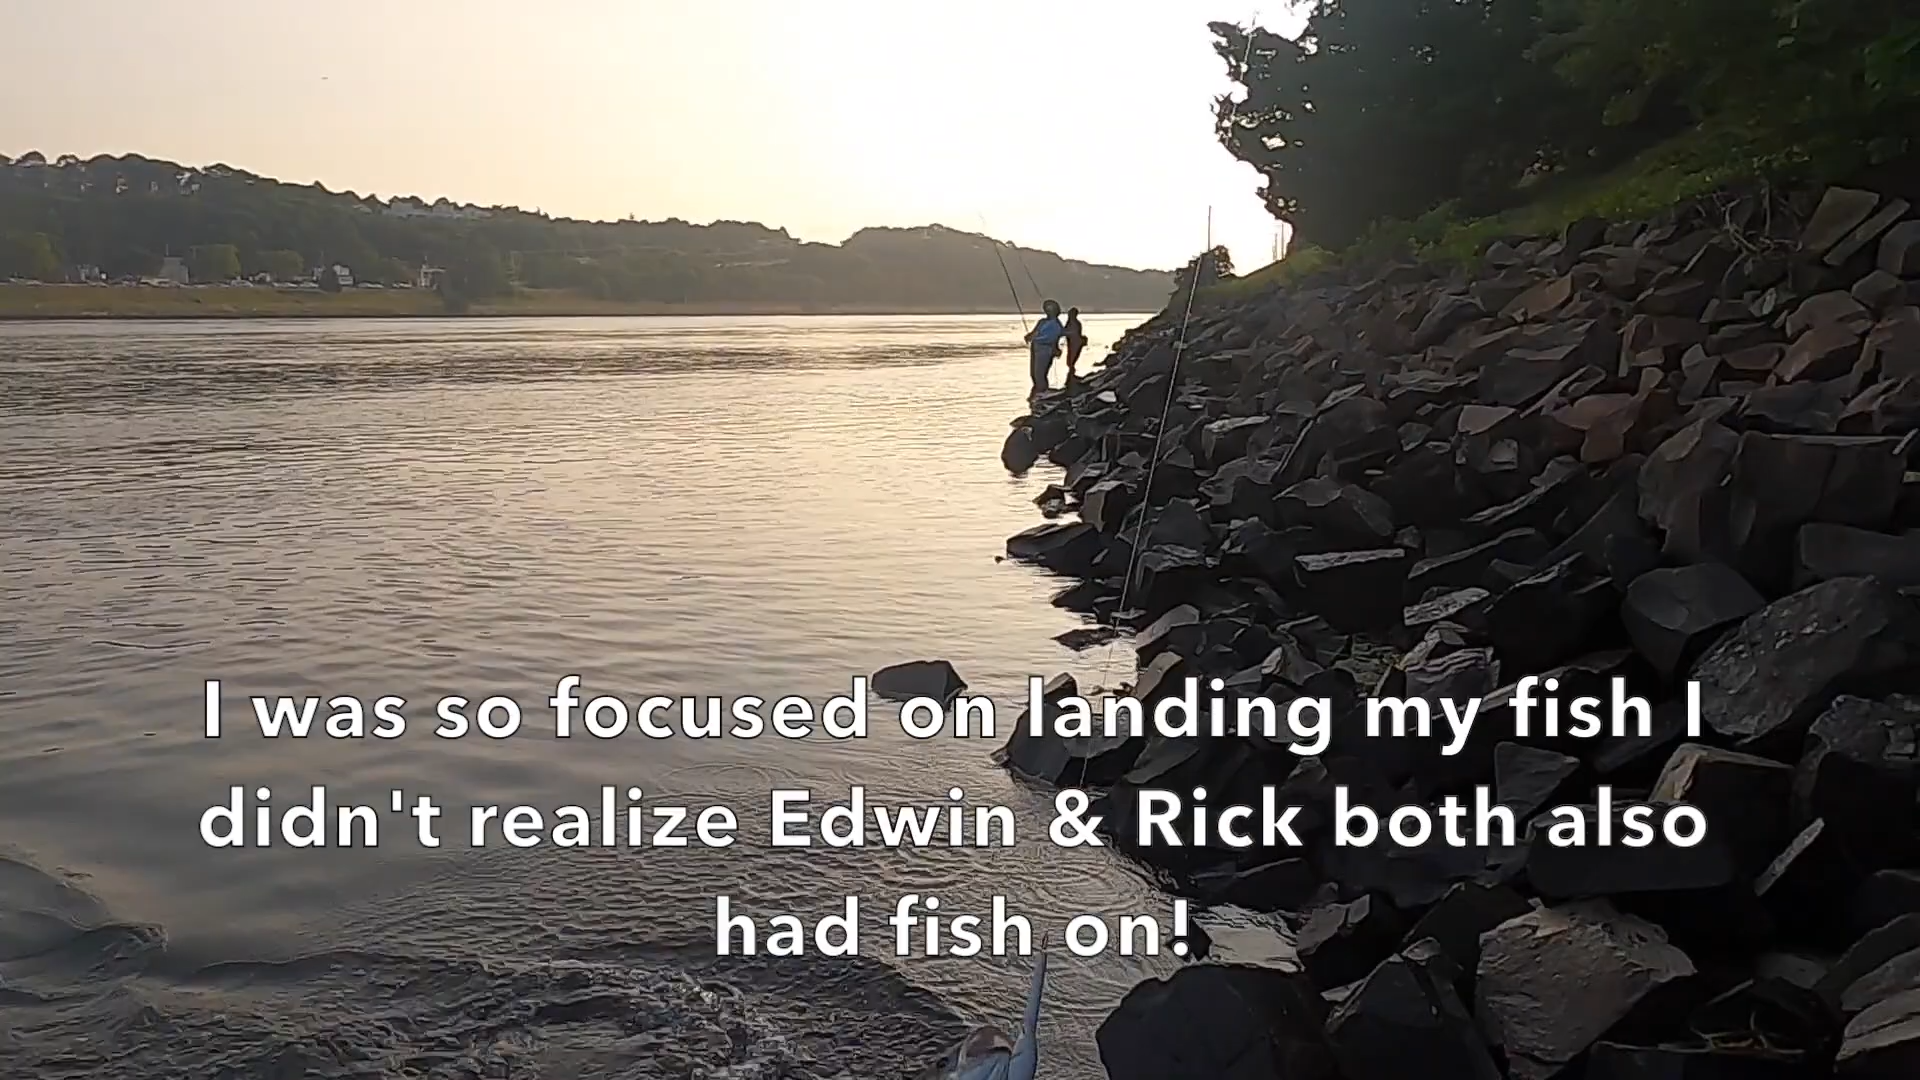 I was so focused on landing my fish I
didn't realize Edwin & Rick both also
had fish on!